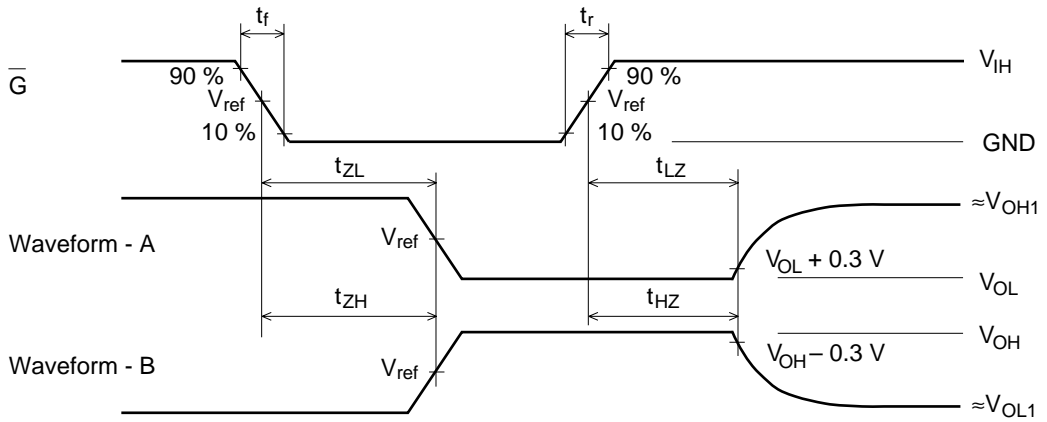 t_f t_r
G̅ 90 % 90 % V_IH
V_ref V_ref
10 % 10 % GND
t_ZL t_LZ
≈V_OH1
Waveform - A V_ref V_OL + 0.3 V
V_OL
t_ZH t_HZ
V_OH
Waveform - B V_ref V_OH – 0.3 V
≈V_OL1